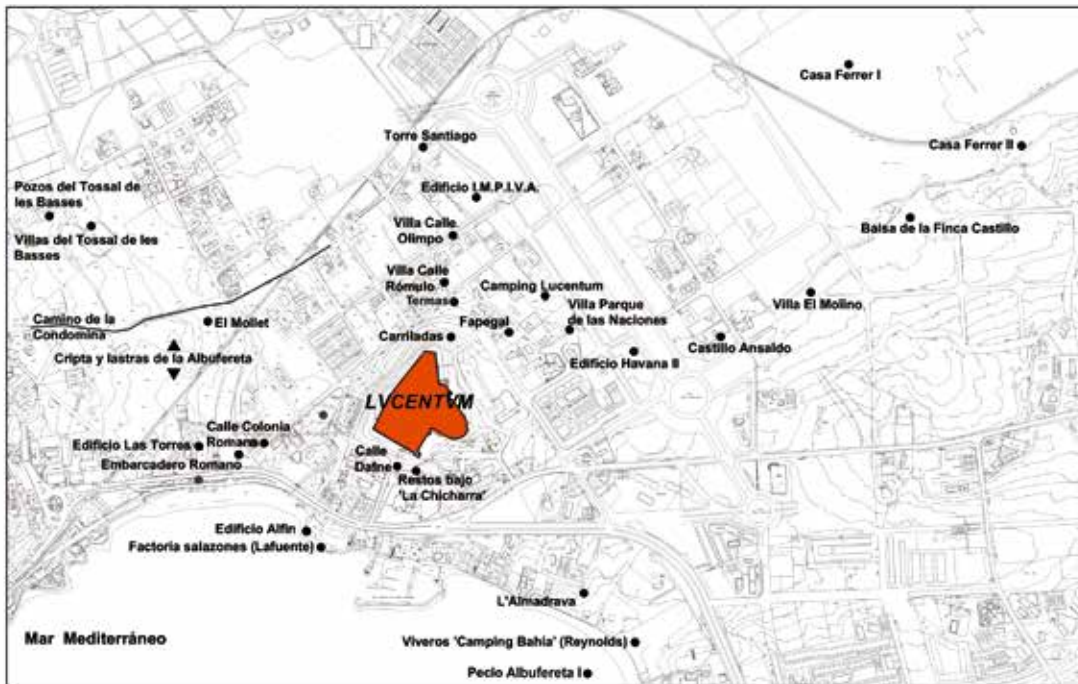 Casa Ferrer I
Torre Santiago
Casa Ferrer II
Pozos del Tossal de
les Basses
Edificio I.M.P.I.V.A.
Villas del Tossal de les
Basses
Villa Calle
Olimpo
Balsa de la Finca Castillo
Villa Calle
Rómulo
Termas
Camping Lucentum
Villa El Molino
Camino de la
Condomina
El Mollet
Fapegal
Villa Parque
de las Naciones
Carriladas
Castillo Ansaldo
Cripta y lastras de la Albufereta
Edificio Havana II
LVCENTVM
Calle Colonia
Romana
Edificio Las Torres
Embarcadero Romano
Calle
Dafne
Restos bajo
'La Chicharra'
Edificio Alfin
Factoría salazones (Lafuente)
L'Almadrava
Mar Mediterráneo
Viveros 'Camping Bahía' (Reynolds)
Pecio Albufereta I